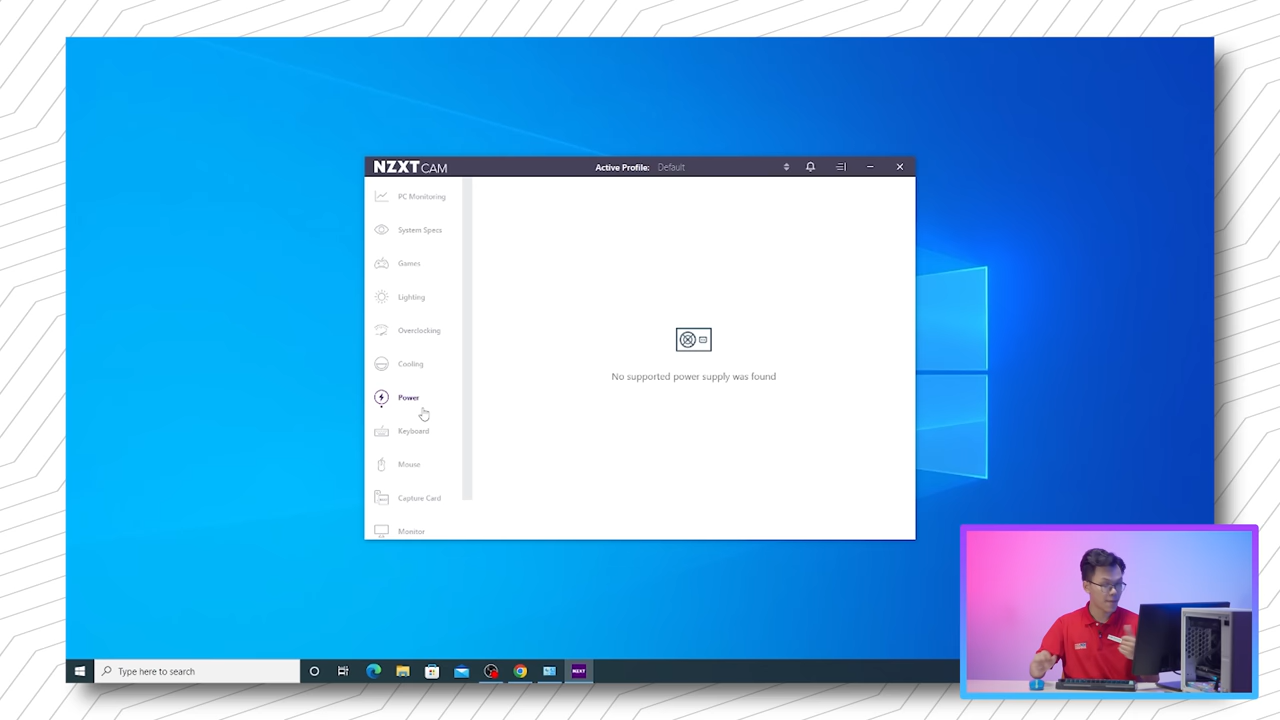 NZXT CAM
Active Profile: Default
PC Monitoring
System Specs
Games
Lighting
Overclocking
Cooling
Power
Keyboard
Mouse
Capture Card
Monitor
No supported power supply was found
Type here to search
NZXT